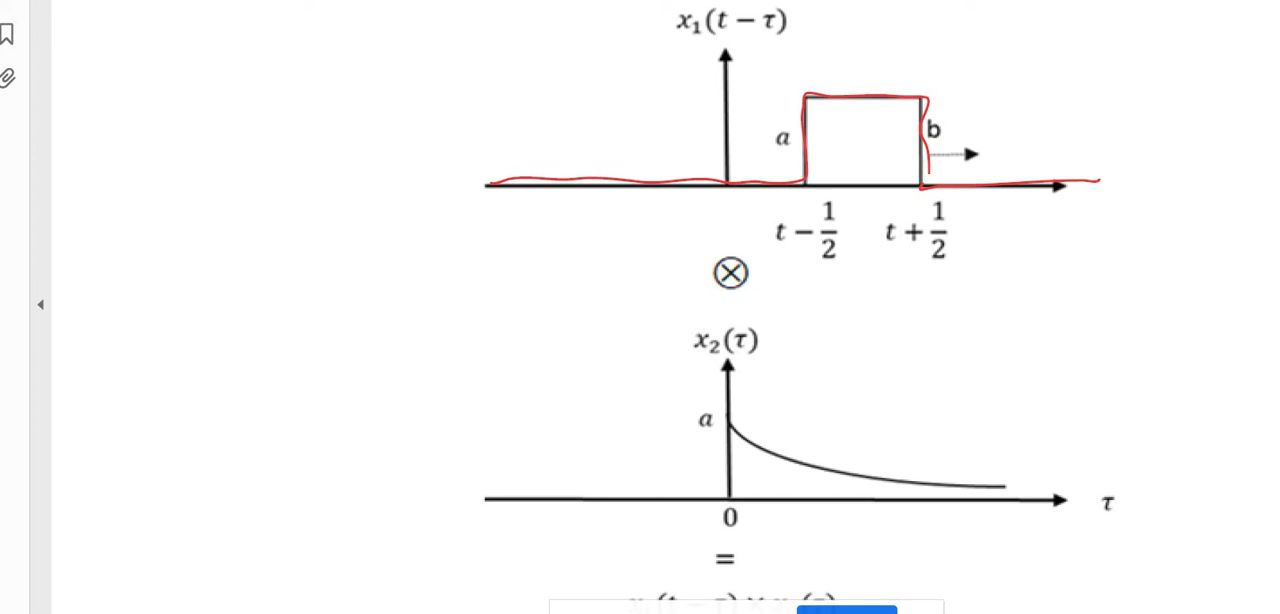 x₁(t − τ)
a
b
t − 1/2
t + 1/2
⊗
x₂(τ)
a
0
τ
=